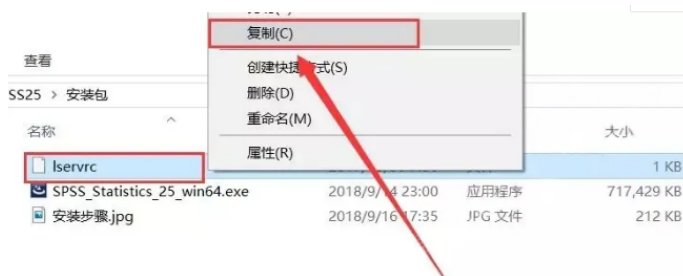 复制(C)
查看
创建快捷方式(S)
SS25 > 安装包
删除(D)
重命名(M)
名称
大小
属性(R)
lservrc
1 KB
SPSS_Statistics_25_win64.exe 2018/9/14 23:00 应用程序 717,429 KB
安装步骤.jpg 2018/9/16 17:35 JPG 文件 212 KB